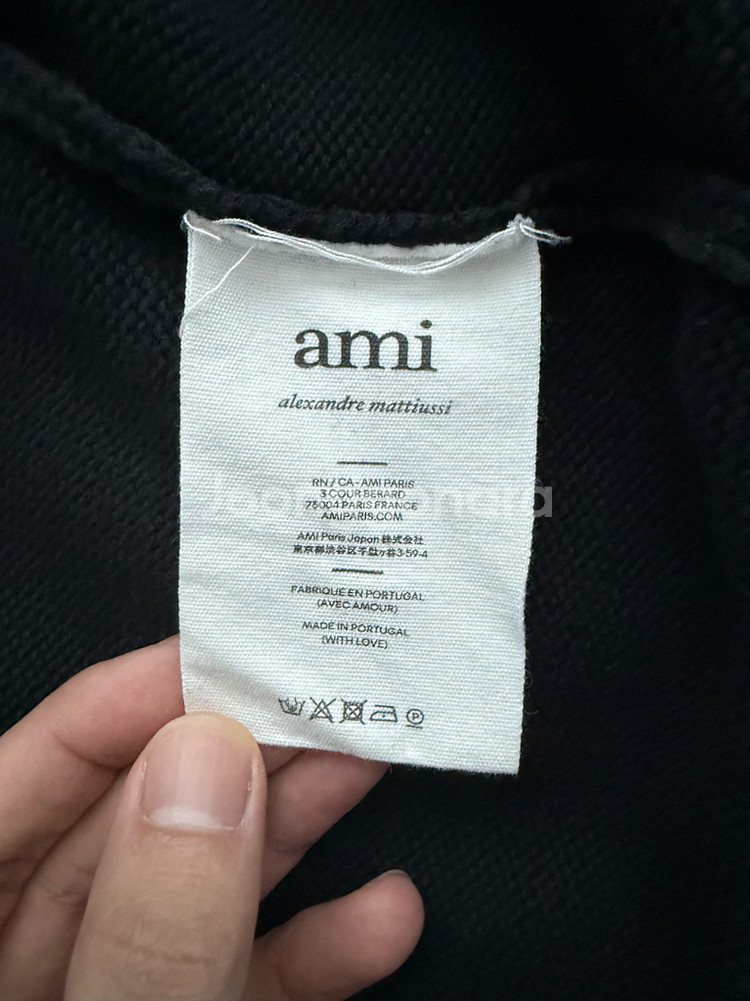 ami
alexandre mattiussi
RN / CA - AMI PARIS
3 COUR BERARD
75004 PARIS FRANCE
AMIPARIS.COM
AMI Paris Japan 株式会社
東京都渋谷区千駄ヶ谷3-59-4
FABRIQUE EN PORTUGAL
(AVEC AMOUR)
MADE IN PORTUGAL
(WITH LOVE)
P